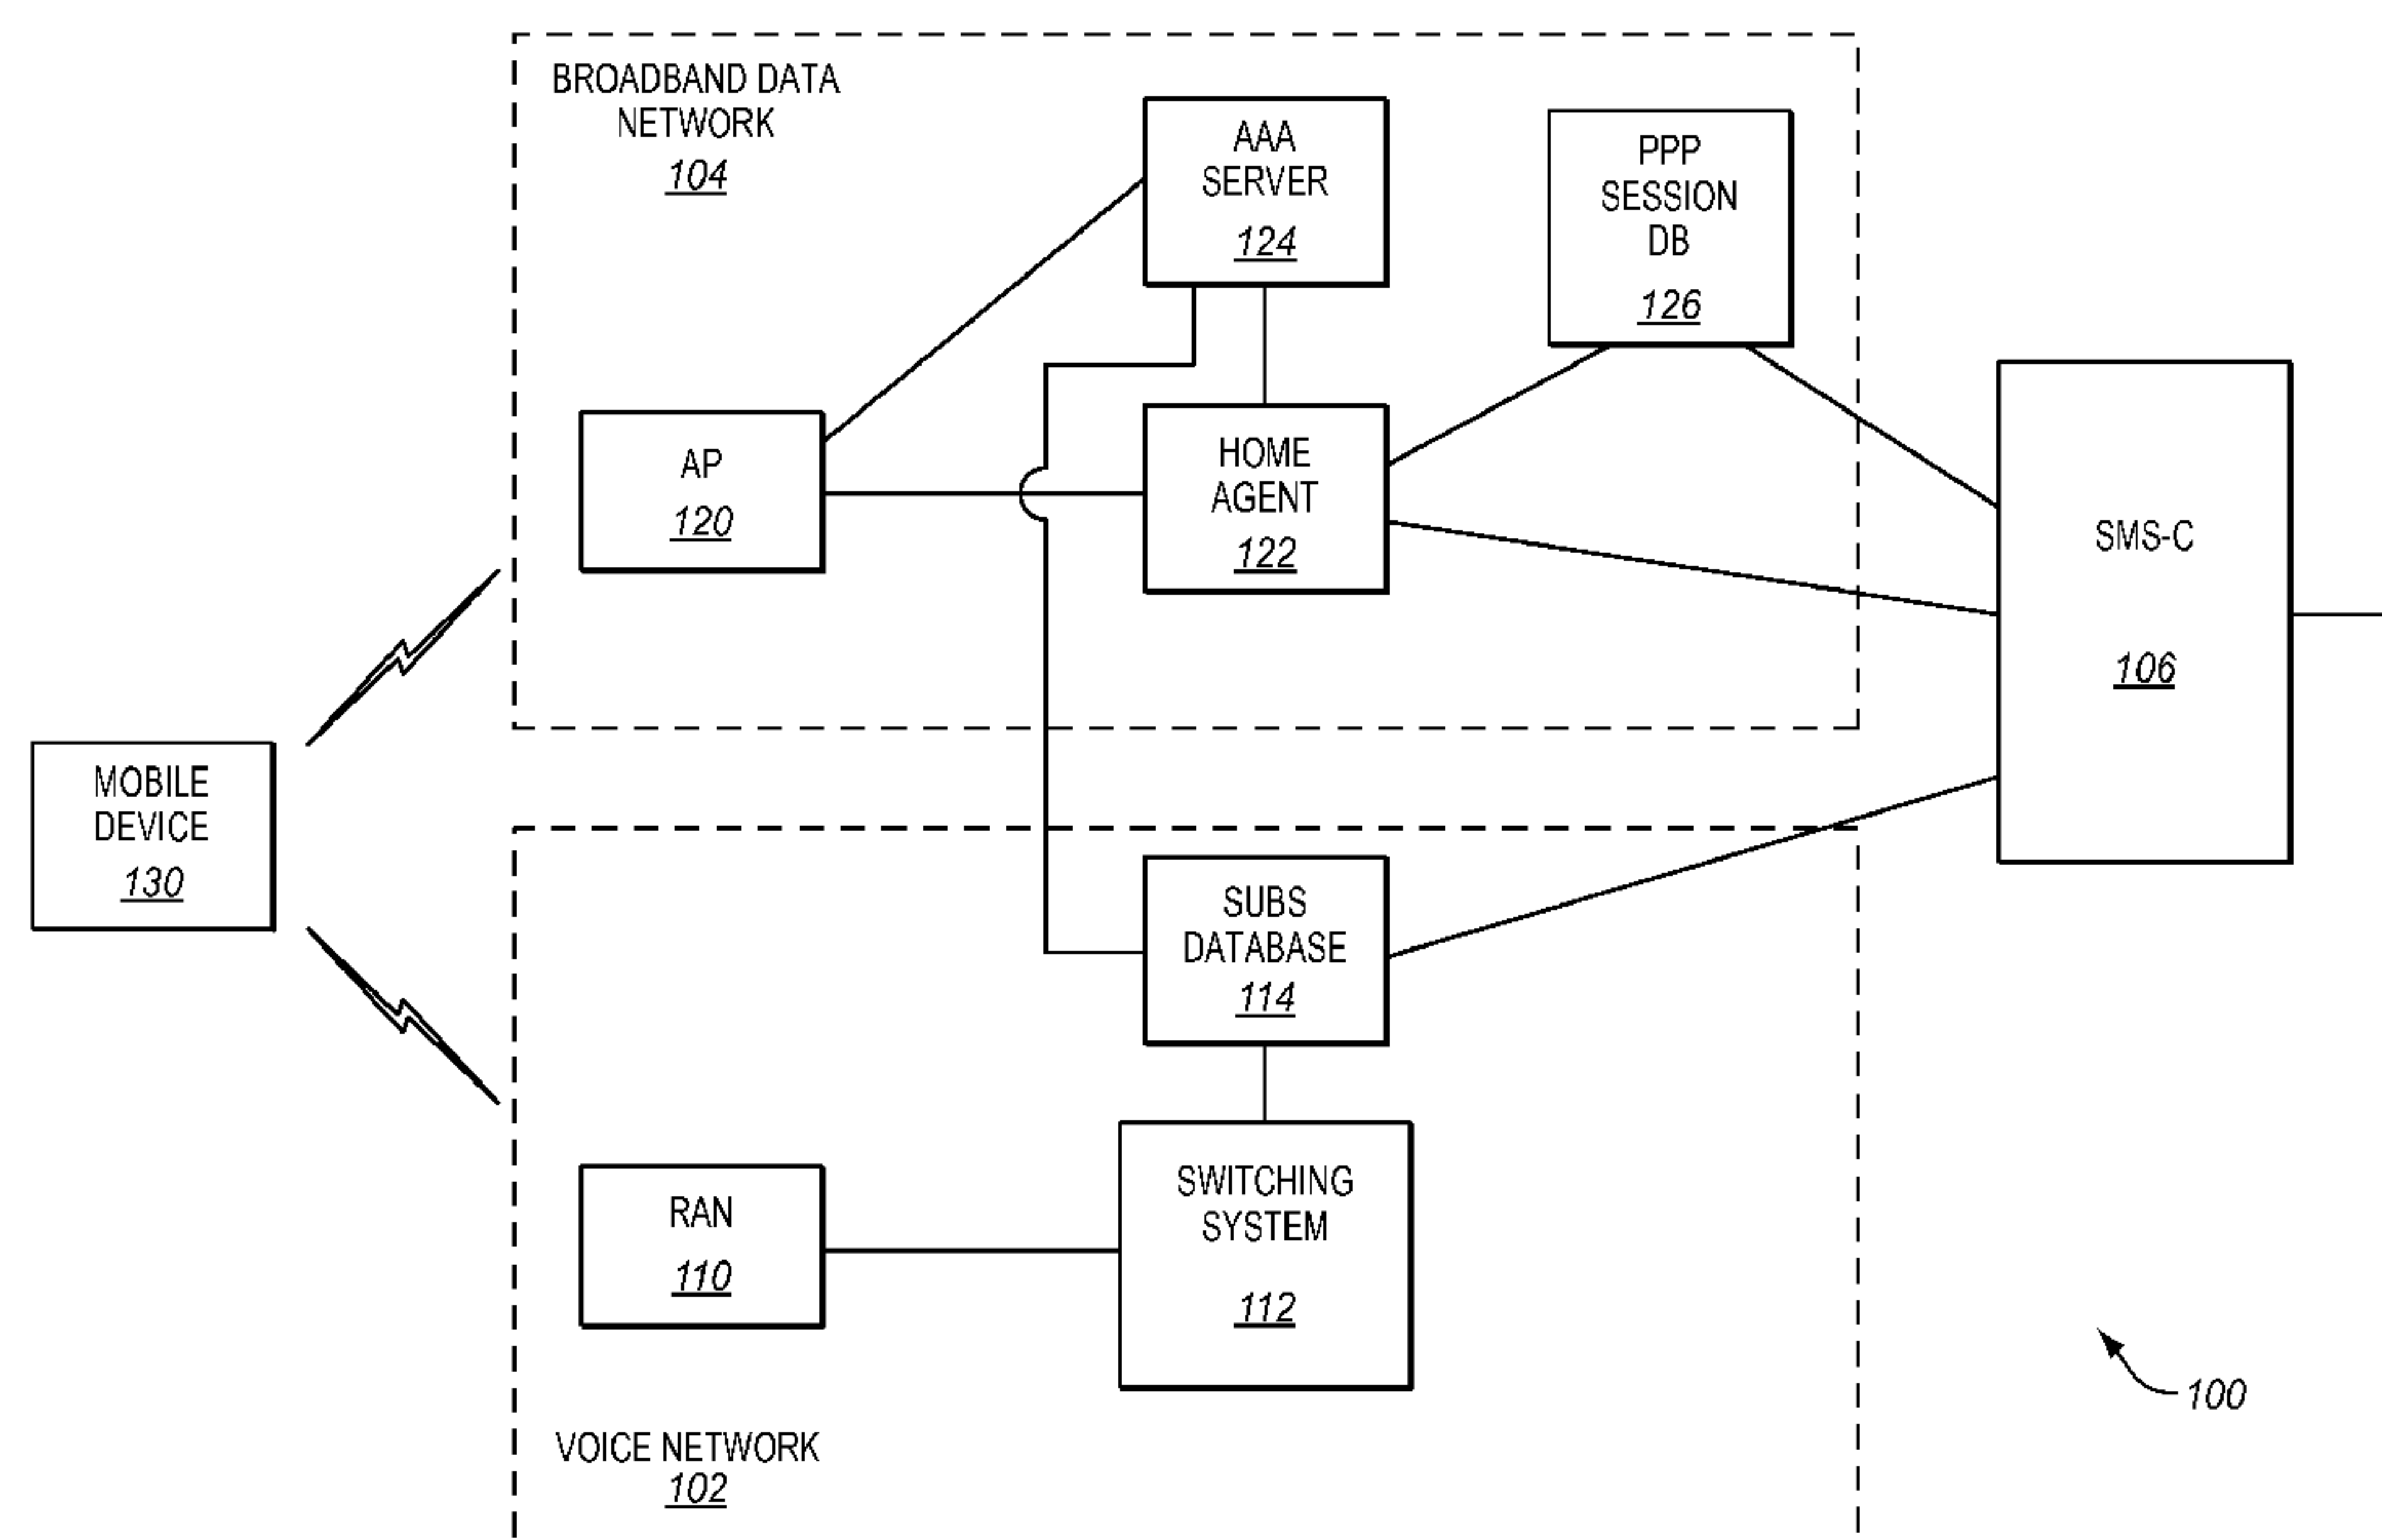 BROADBAND DATA
NETWORK
104
AAA
SERVER
124
PPP
SESSION
DB
126
AP
120
HOME
AGENT
122
SMS-C
106
MOBILE
DEVICE
130
SUBS
DATABASE
114
RAN
110
SWITCHING
SYSTEM
112
VOICE NETWORK
102
100